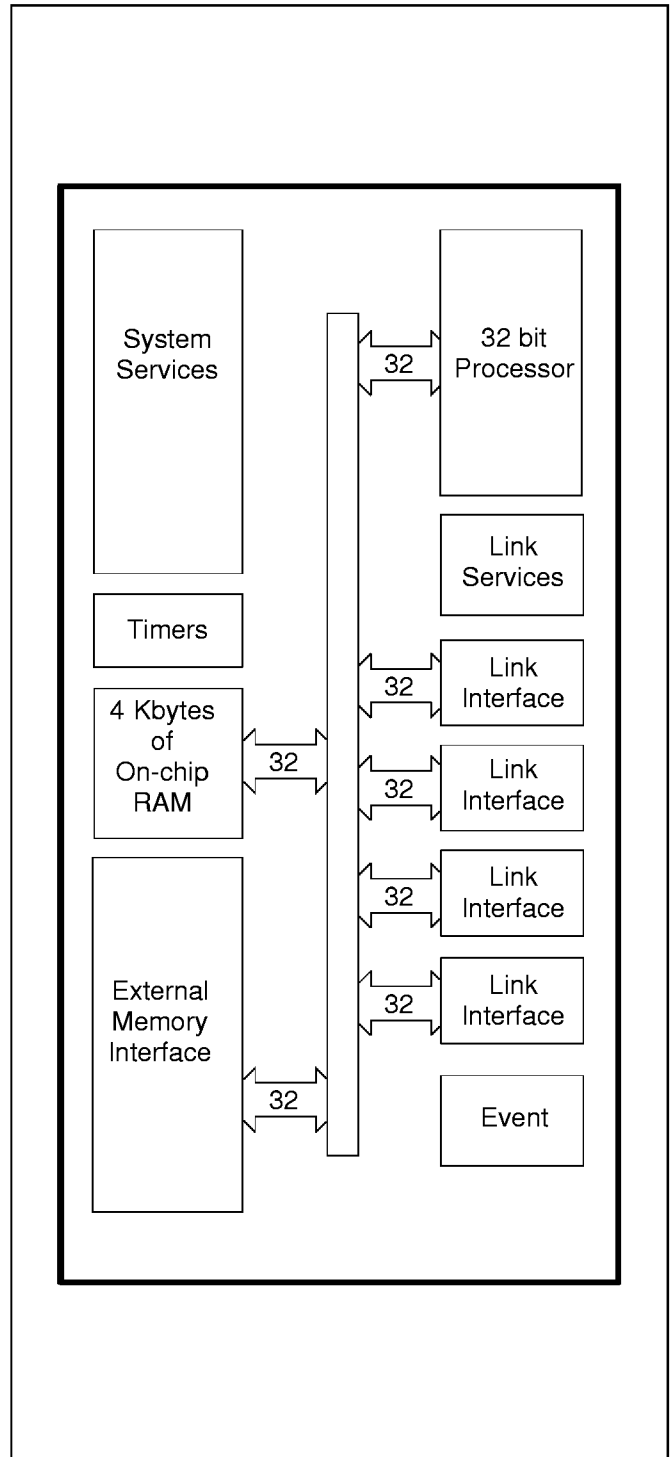 System
Services
Timers
4 Kbytes
of
On-chip
RAM
32
External
Memory
Interface
32
32
32 bit
Processor
Link
Services
32
Link
Interface
32
Link
Interface
32
Link
Interface
32
Link
Interface
Event